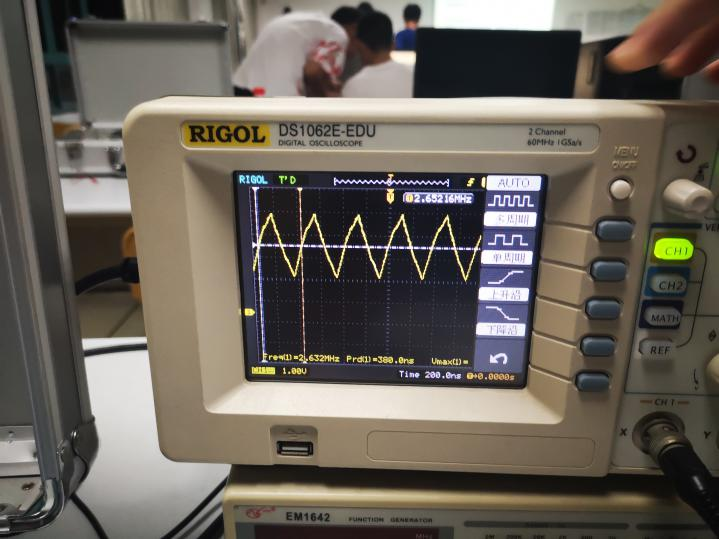 RIGOL DS1062E-EDU
DIGITAL OSCILLOSCOPE
2 Channel
60MHz 1GSa/s
MENU
ON/OFF
RIGOL T'D
2.65216MHz
AUTO
多周期
单周期
上升沿
下降沿
Freq(1)=2.632MHz Prd(1)=380.0ns Vmax(1)=
1.00V Time 200.0ns 0.0000s
CH1
CH2
MATH
REF
CH 1
X
Y
EM1642 FUNCTION GENERATOR
MHz